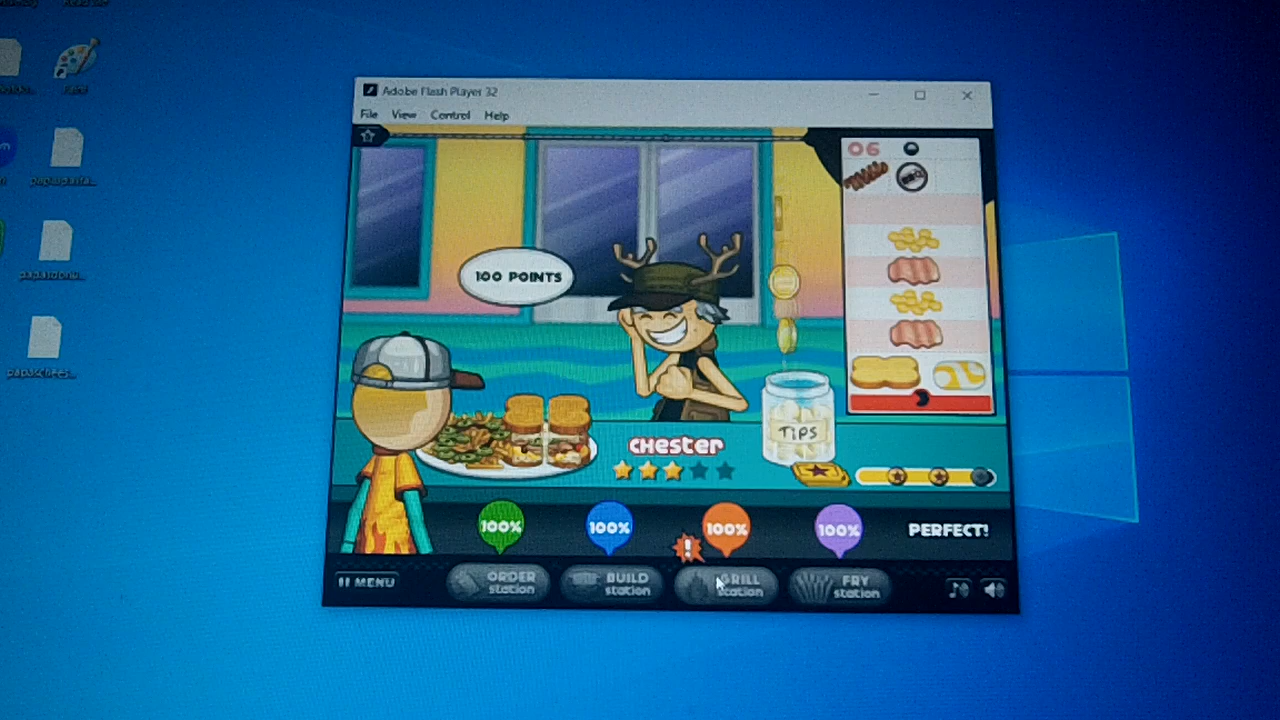 Adobe Flash Player 32
File View Control Help
06
BBQ
100 POINTS
TIPS
CHESTER
100% 100% 100% 100% PERFECT!
!
MENU
ORDER station
BUILD station
GRILL station
FRY station